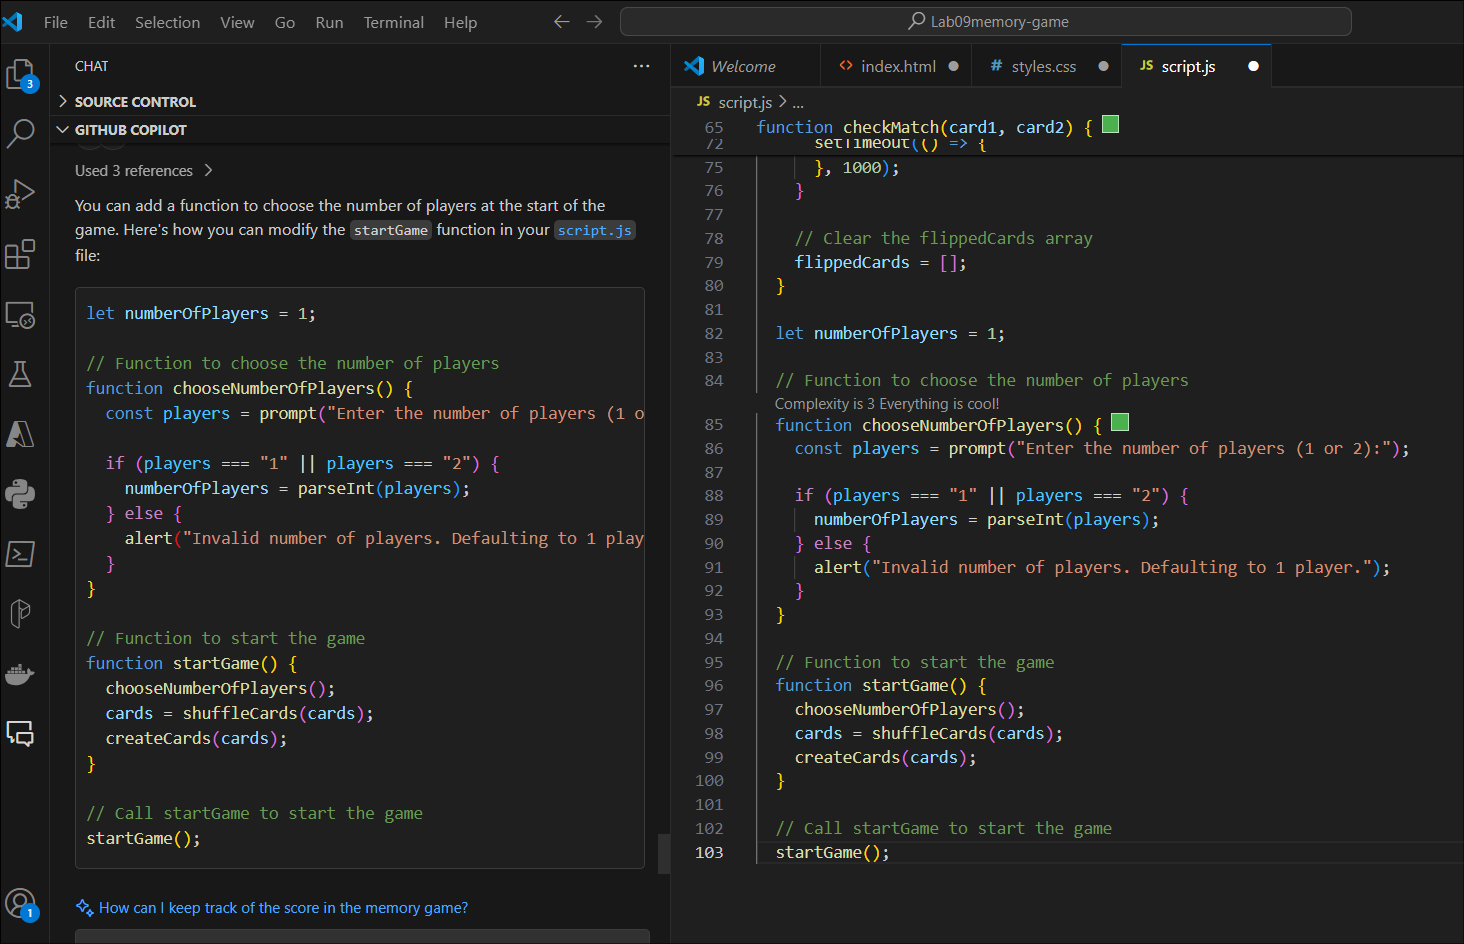 File Edit Selection View Go Run Terminal Help
Lab09memory-game
CHAT
SOURCE CONTROL
GITHUB COPILOT
Used 3 references
You can add a function to choose the number of players at the start of the
game. Here's how you can modify the startGame function in your script.js
file:
let numberOfPlayers = 1;
// Function to choose the number of players
function chooseNumberOfPlayers() {
const players = prompt("Enter the number of players (1 o
if (players === "1" || players === "2") {
numberOfPlayers = parseInt(players);
} else {
alert("Invalid number of players. Defaulting to 1 play
}
}
// Function to start the game
function startGame() {
chooseNumberOfPlayers();
cards = shuffleCards(cards);
createCards(cards);
}
// Call startGame to start the game
startGame();
How can I keep track of the score in the memory game?
3
1
Welcome
<> index.html
# styles.css
JS script.js
JS script.js > ...
65 function checkMatch(card1, card2) {
72 setTimeout(() => {
75 }, 1000);
76 }
77
78 // Clear the flippedCards array
79 flippedCards = [];
80 }
81
82 let numberOfPlayers = 1;
83
84 // Function to choose the number of players
Complexity is 3 Everything is cool!
85 function chooseNumberOfPlayers() {
86 const players = prompt("Enter the number of players (1 or 2):");
87
88 if (players === "1" || players === "2") {
89 numberOfPlayers = parseInt(players);
90 } else {
91 alert("Invalid number of players. Defaulting to 1 player.");
92 }
93 }
94
95 // Function to start the game
96 function startGame() {
97 chooseNumberOfPlayers();
98 cards = shuffleCards(cards);
99 createCards(cards);
100 }
101
102 // Call startGame to start the game
103 startGame();